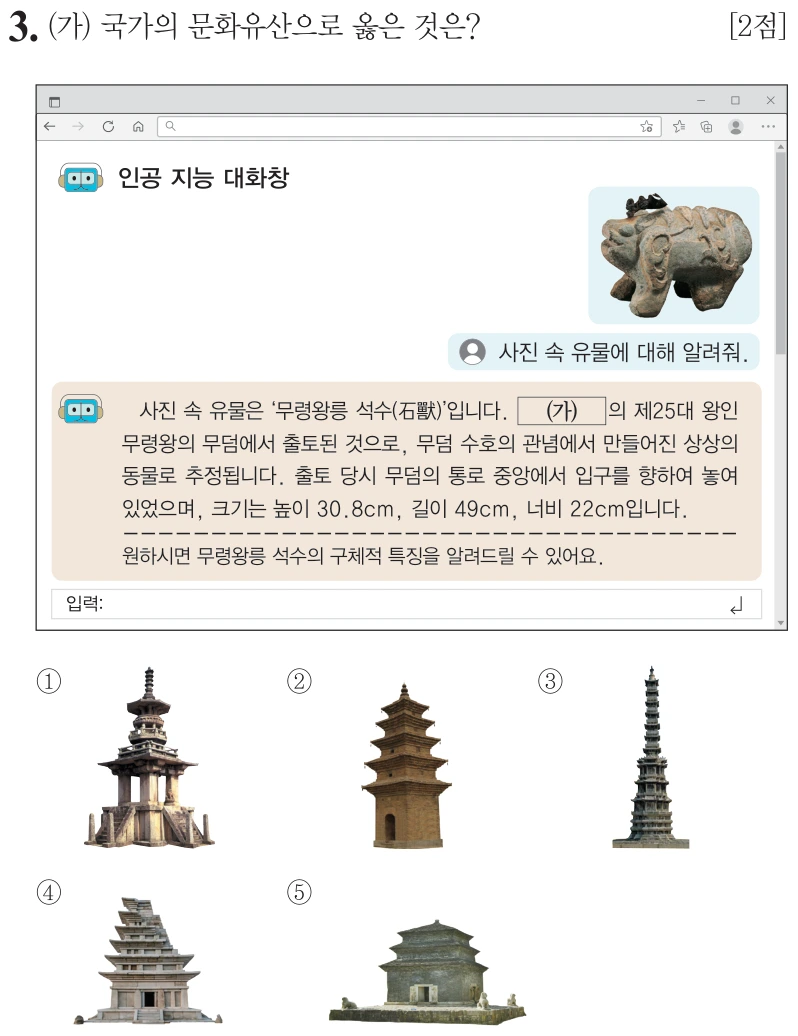 3. (가) 국가의 문화유산으로 옳은 것은? [2점]
인공 지능 대화창
사진 속 유물에 대해 알려줘.
사진 속 유물은 ‘무령왕릉 석수(石獸)’입니다. (가) 의 제25대 왕인
무령왕의 무덤에서 출토된 것으로, 무덤 수호의 관념에서 만들어진 상상의
동물로 추정됩니다. 출토 당시 무덤의 통로 중앙에서 입구를 향하여 놓여
있었으며, 크기는 높이 30.8cm, 길이 49cm, 너비 22cm입니다.
원하시면 무령왕릉 석수의 구체적 특징을 알려드릴 수 있어요.
입력:
① ② ③
④ ⑤